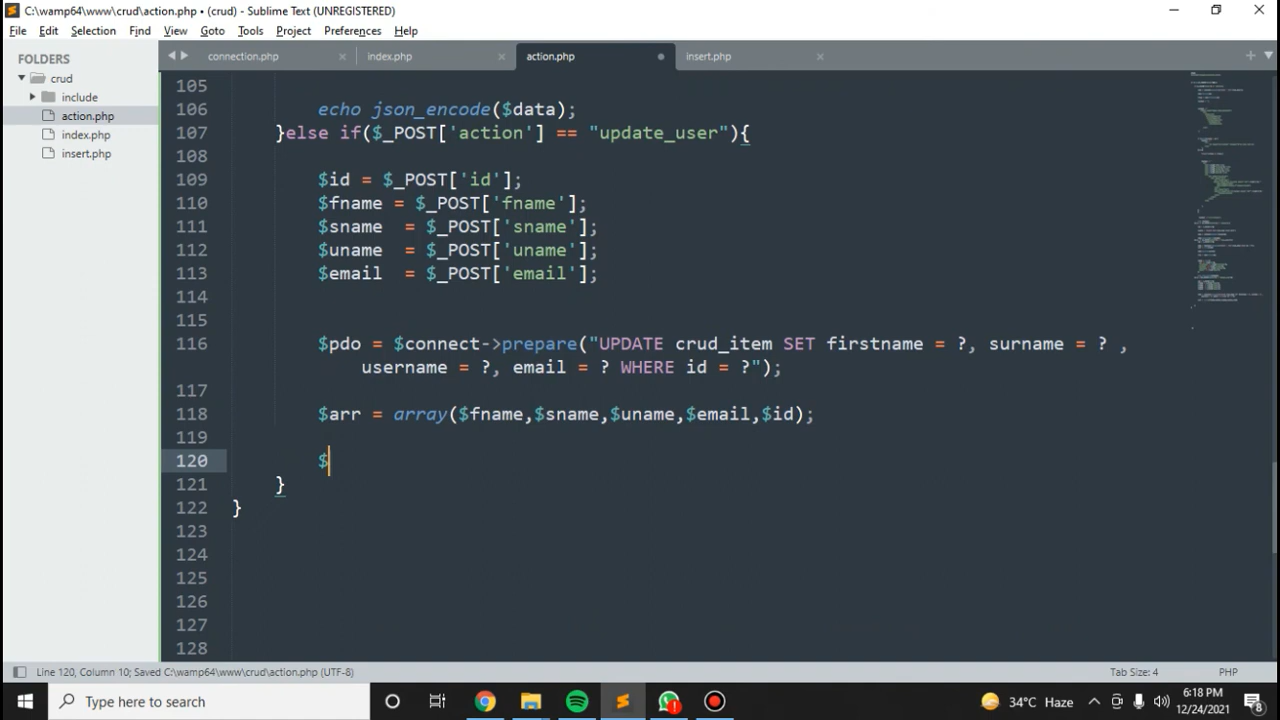 C:\wamp64\www\crud\action.php • (crud) - Sublime Text (UNREGISTERED)
File Edit Selection Find View Goto Tools Project Preferences Help
FOLDERS
crud
include
action.php
index.php
insert.php
connection.php index.php action.php insert.php
105
106 echo json_encode($data);
107 }else if($_POST['action'] == "update_user"){
108
109 $id = $_POST['id'];
110 $fname = $_POST['fname'];
111 $sname = $_POST['sname'];
112 $uname = $_POST['uname'];
113 $email = $_POST['email'];
114
115
116 $pdo = $connect->prepare("UPDATE crud_item SET firstname = ?, surname = ? ,
username = ?, email = ? WHERE id = ?");
117
118 $arr = array($fname,$sname,$uname,$email,$id);
119
120 $
121 }
122 }
123
124
125
126
127
128
Line 120, Column 10; Saved C:\wamp64\www\crud\action.php (UTF-8) Tab Size: 4 PHP
Type here to search
34°C Haze
6:18 PM
12/24/2021
8